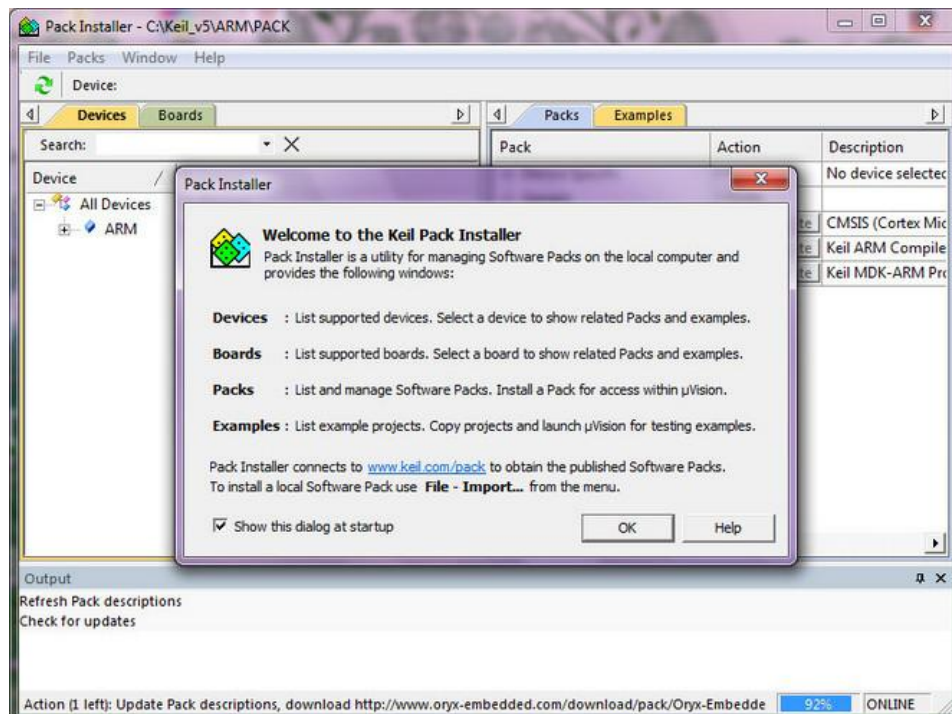 Pack Installer - C:\Keil_v5\ARM\PACK
File Packs Window Help
Device:
Devices Boards
Packs Examples
Search:
Pack Action Description
Device
No device selected
All Devices
ARM
CMSIS (Cortex Mic
Keil ARM Compile
Keil MDK-ARM Pro
Pack Installer
Welcome to the Keil Pack Installer
Pack Installer is a utility for managing Software Packs on the local computer and
provides the following windows:
Devices : List supported devices. Select a device to show related Packs and examples.
Boards : List supported boards. Select a board to show related Packs and examples.
Packs : List and manage Software Packs. Install a Pack for access within µVision.
Examples : List example projects. Copy projects and launch µVision for testing examples.
Pack Installer connects to www.keil.com/pack to obtain the published Software Packs.
To install a local Software Pack use File - Import... from the menu.
Show this dialog at startup
OK Help
Output
Refresh Pack descriptions
Check for updates
Action (1 left): Update Pack descriptions, download http://www.oryx-embedded.com/download/pack/Oryx-Embedde 92% ONLINE